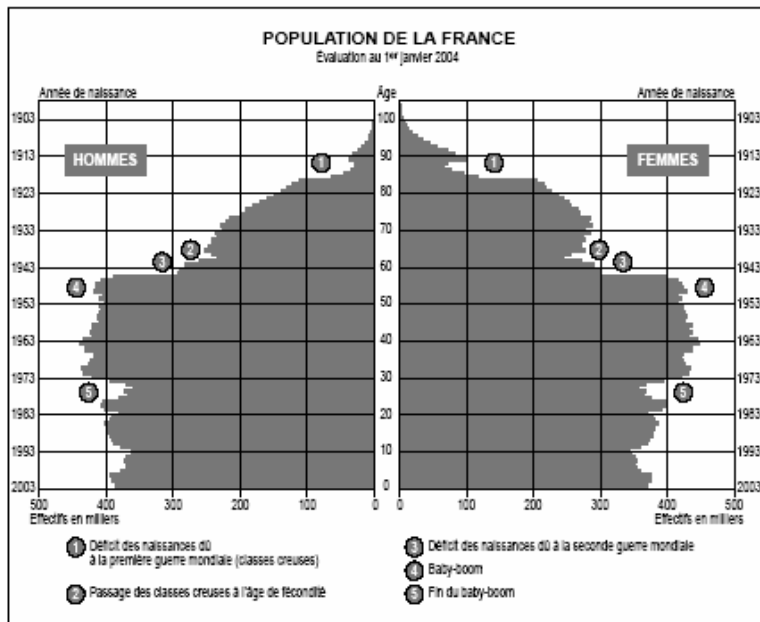 POPULATION DE LA FRANCE
Évaluation au 1er janvier 2004
Année de naissance
Âge
Année de naissance
1903
100
1903
1913
HOMMES
1
90
1
FEMMES
1913
1923
80
1923
1933
70
1933
2
2
3
3
1943
60
1943
4
4
1953
50
1953
1963
40
1963
1973
30
1973
5
5
1983
20
1983
1993
10
1993
2003
0
2003
500 400 300 200 100 0
0 100 200 300 400 500
Effectifs en milliers
Effectifs en milliers
1 Déficit des naissances dû
à la première guerre mondiale (classes creuses)
2 Passage des classes creuses à l'âge de fécondité
3 Déficit des naissances dû à la seconde guerre mondiale
4 Baby-boom
5 Fin du baby-boom